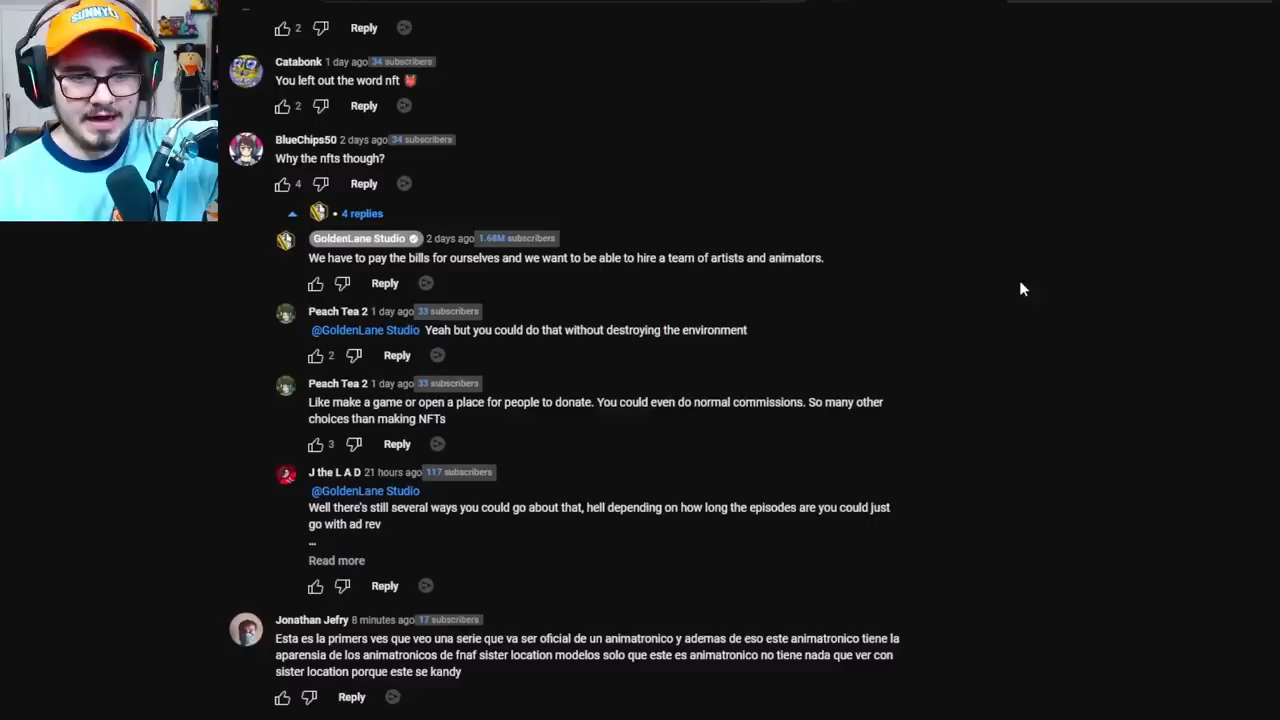 SUNNYD
2 Reply
Catabonk 1 day ago 34 subscribers
You left out the word nft
2 Reply
BlueChips50 2 days ago 34 subscribers
Why the nfts though?
4 Reply
• 4 replies
GoldenLane Studio 2 days ago 1.68M subscribers
We have to pay the bills for ourselves and we want to be able to hire a team of artists and animators.
Reply
Peach Tea 2 1 day ago 33 subscribers
@GoldenLane Studio Yeah but you could do that without destroying the environment
2 Reply
Peach Tea 2 1 day ago 33 subscribers
Like make a game or open a place for people to donate. You could even do normal commissions. So many other
choices than making NFTs
3 Reply
J the L A D 21 hours ago 117 subscribers
@GoldenLane Studio
Well there's still several ways you could go about that, hell depending on how long the episodes are you could just
go with ad rev
...
Read more
Reply
Jonathan Jefry 8 minutes ago 17 subscribers
Esta es la primers ves que veo una serie que va ser oficial de un animatronico y ademas de eso este animatronico tiene la
aparensia de los animatronicos de fnaf sister location modelos solo que este es animatronico no tiene nada que ver con
sister location porque este se kandy
Reply